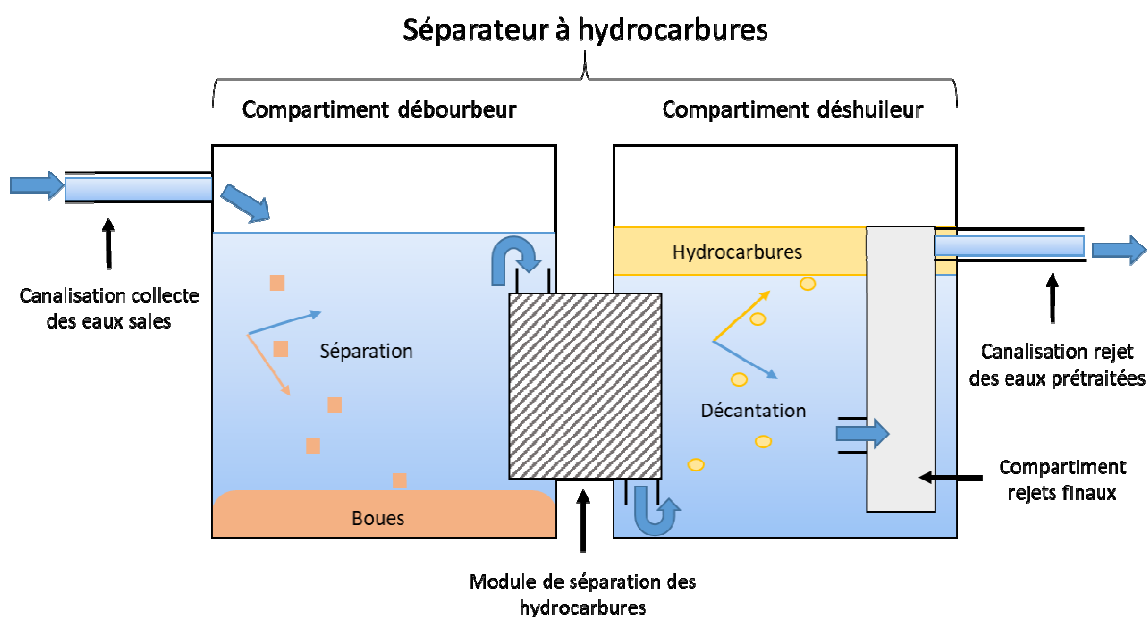 Séparateur à hydrocarbures
Compartiment débourbeur
Compartiment déshuileur
Canalisation collecte
des eaux sales
Séparation
Boues
Module de séparation des
hydrocarbures
Hydrocarbures
Décantation
Canalisation rejet
des eaux prétraitées
Compartiment
rejets finaux